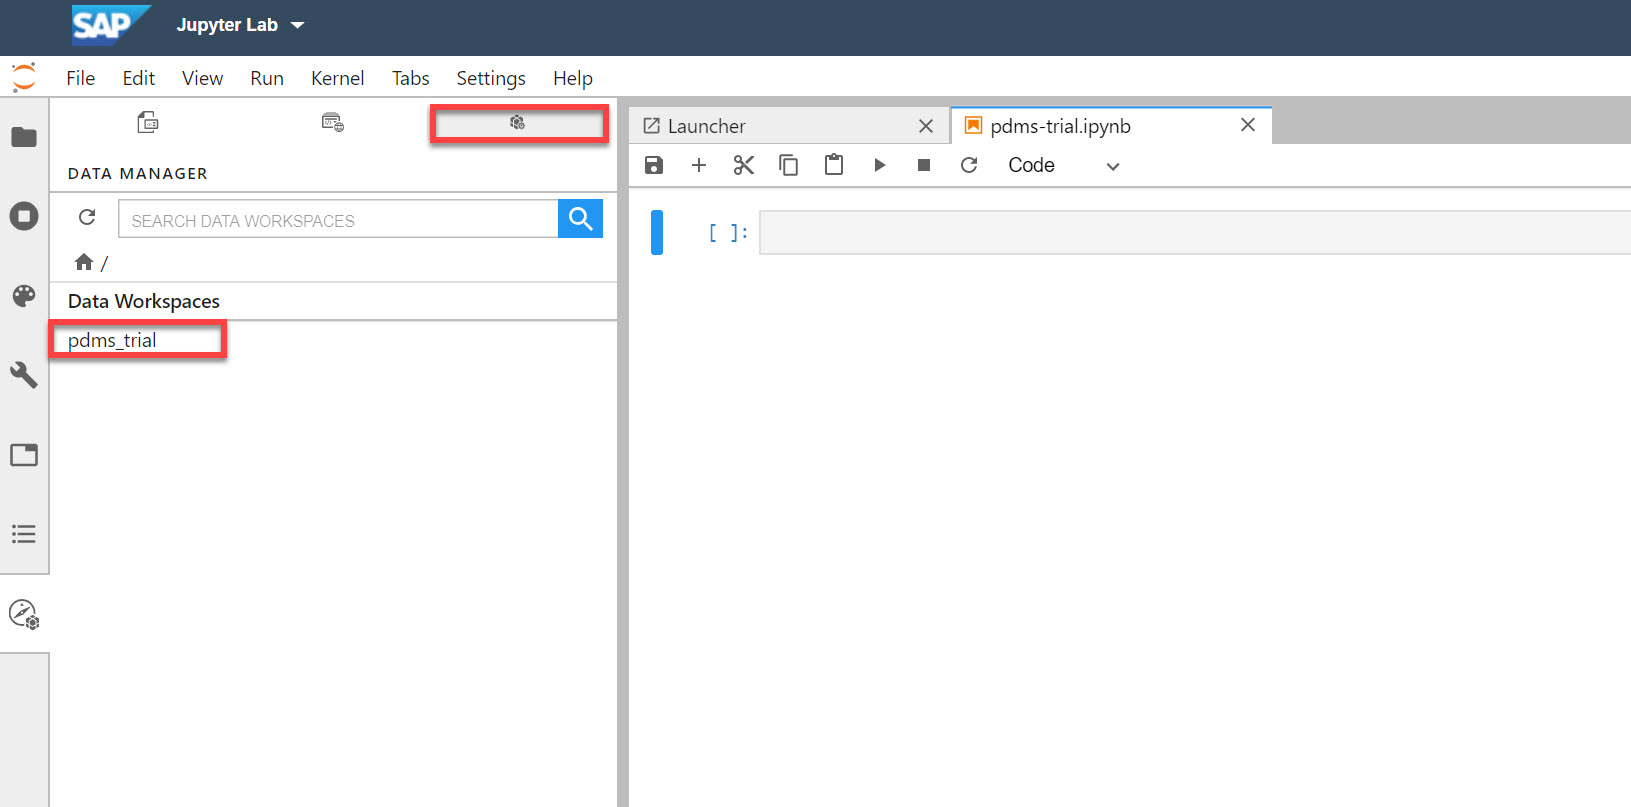 SAP Jupyter Lab
File Edit View Run Kernel Tabs Settings Help
Launcher pdms-trial.ipynb
DATA MANAGER
Code
SEARCH DATA WORKSPACES
[ ]:
/
Data Workspaces
pdms_trial